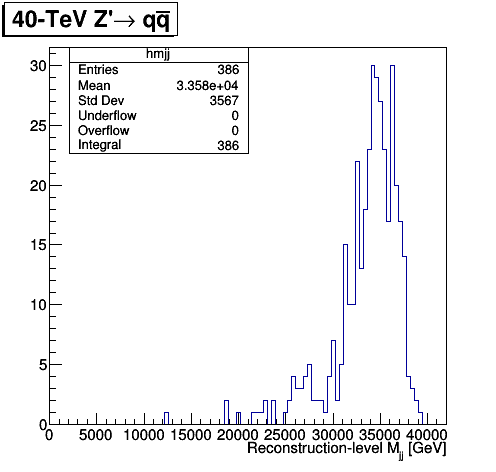 40-TeV Z'→ qq̅
hmjj
Entries 386
Mean 3.358e+04
Std Dev 3567
Underflow 0
Overflow 0
Integral 386
30
25
20
15
10
5
0
0 5000 10000 15000 20000 25000 30000 35000 40000
Reconstruction-level Mjj [GeV]